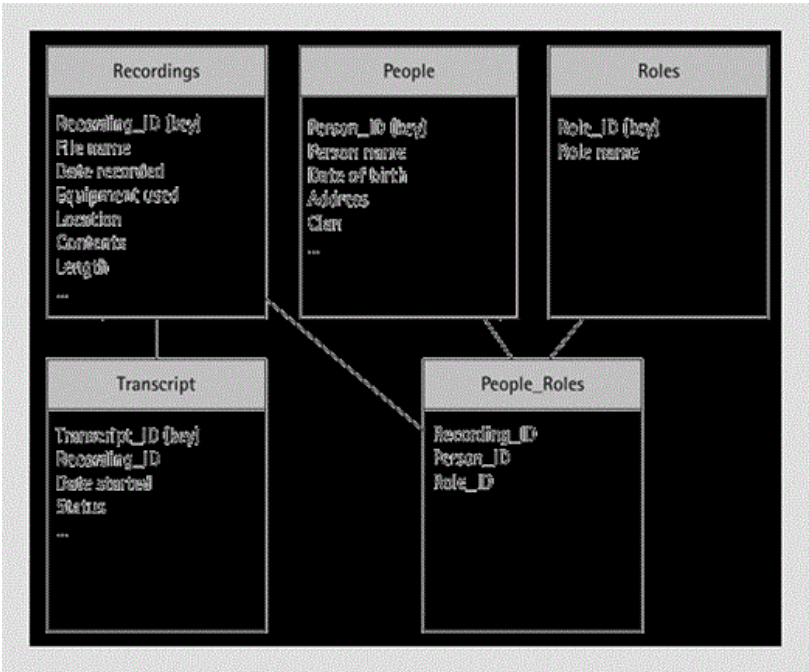 Recordings
Recording_ID (key)
File name
Date recorded
Equipment used
Location
Contents
Length
...
People
Person_ID (key)
Person name
Date of birth
Address
Clan
...
Roles
Role_ID (key)
Role name
Transcript
Transcript_ID (key)
Recording_ID
Date started
Status
...
People_Roles
Recording_ID
Person_ID
Role_ID